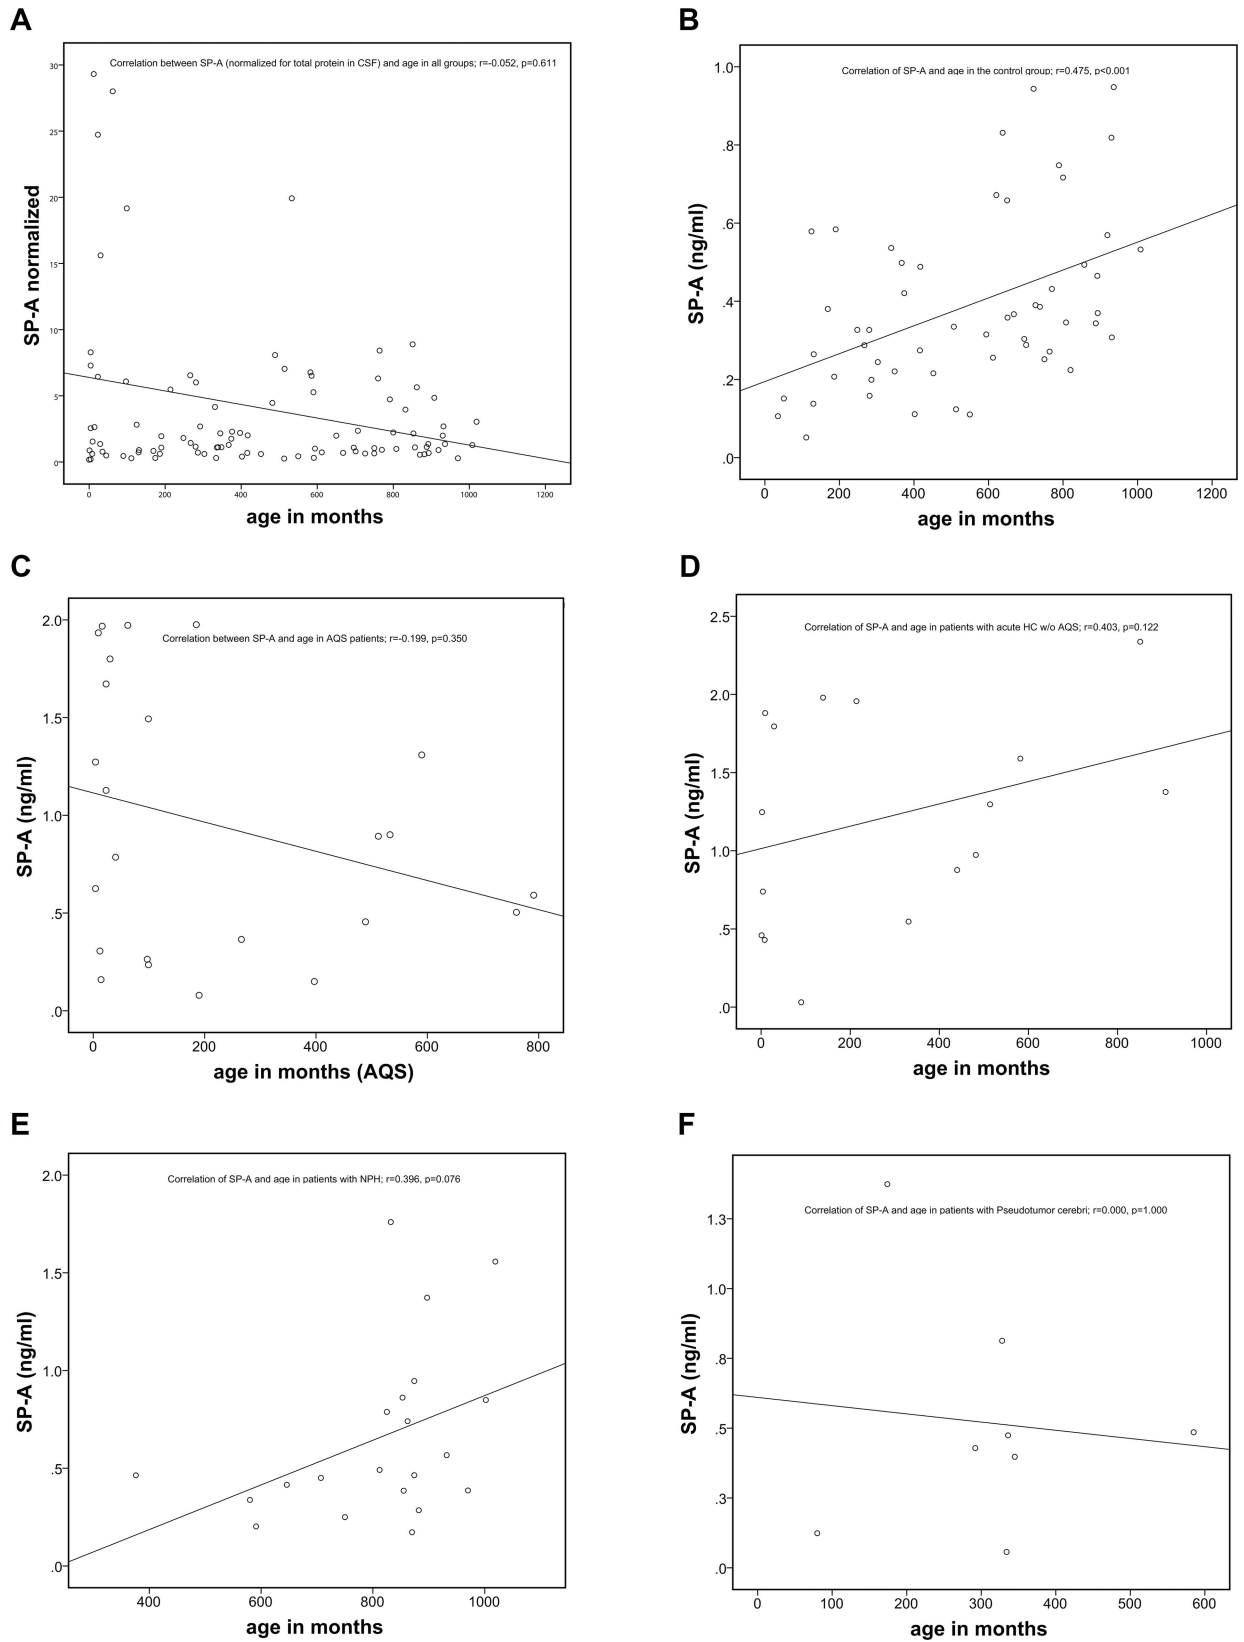 A
Correlation between SP-A (normalized for total protein in CSF) and age in all groups; r=-0.052, p=0.611
SP-A normalized
30
25
20
15
10
5
0
0 200 400 600 800 1000 1200
age in months
B
Correlation of SP-A and age in the control group; r=0.475, p<0.001
SP-A (ng/ml)
1.0
.8
.6
.4
.2
.0
0 200 400 600 800 1000 1200
age in months
C
Correlation between SP-A and age in AQS patients; r=-0.199, p=0.350
SP-A (ng/ml)
2.0
1.5
1.0
.5
.0
0 200 400 600 800
age in months (AQS)
D
Correlation of SP-A and age in patients with acute HC w/o AQS; r=0.403, p=0.122
SP-A (ng/ml)
2.5
2.0
1.5
1.0
.5
.0
0 200 400 600 800 1000
age in months
E
Correlation of SP-A and age in patients with NPH; r=0.396, p=0.076
SP-A (ng/ml)
2.0
1.5
1.0
.5
.0
400 600 800 1000
age in months
F
Correlation of SP-A and age in patients with Pseudotumor cerebri; r=0.000, p=1.000
SP-A (ng/ml)
1.3
1.0
.8
.5
.3
.0
0 100 200 300 400 500 600
age in months